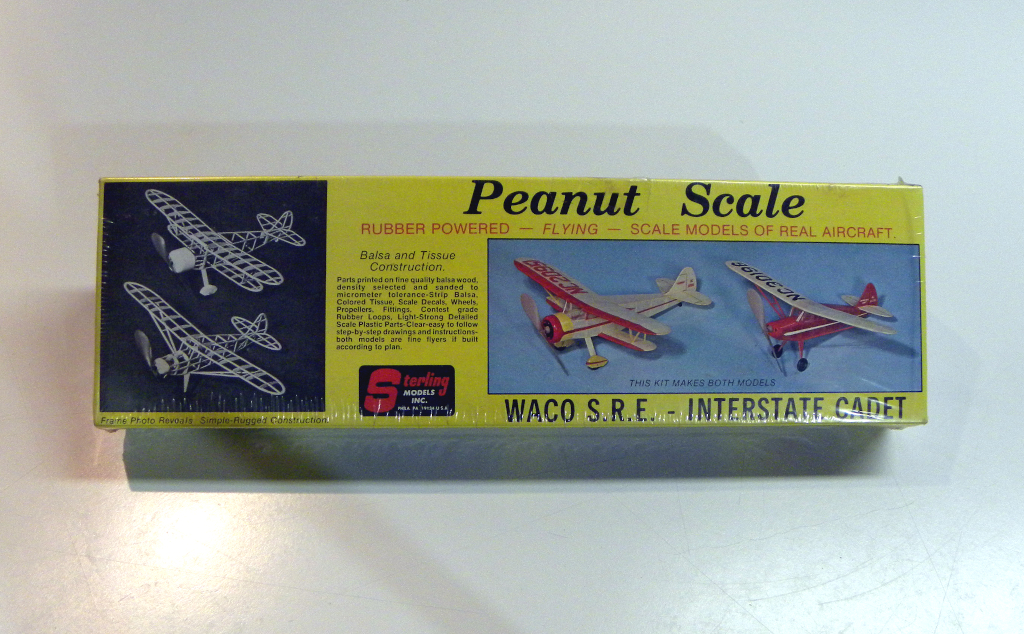 Peanut Scale
RUBBER POWERED — FLYING — SCALE MODELS OF REAL AIRCRAFT.
Balsa and Tissue
Construction.
Parts printed on fine quality balsa wood,
density selected and sanded to
micrometer tolerance-Strip Balsa,
Colored Tissue, Scale Decals, Wheels,
Propellers, Fittings, Contest grade
Rubber Loops, Light-Strong Detailed
Scale Plastic Parts-Clear-easy to follow
step-by-step drawings and instructions-
both models are fine flyers if built
according to plan.
Sterling
MODELS
INC.
PHILA. PA. 19124 U.S.A.
THIS KIT MAKES BOTH MODELS
WACO S.R.E. - INTERSTATE CADET
Frame Photo Reveals Simple-Rugged Construction.